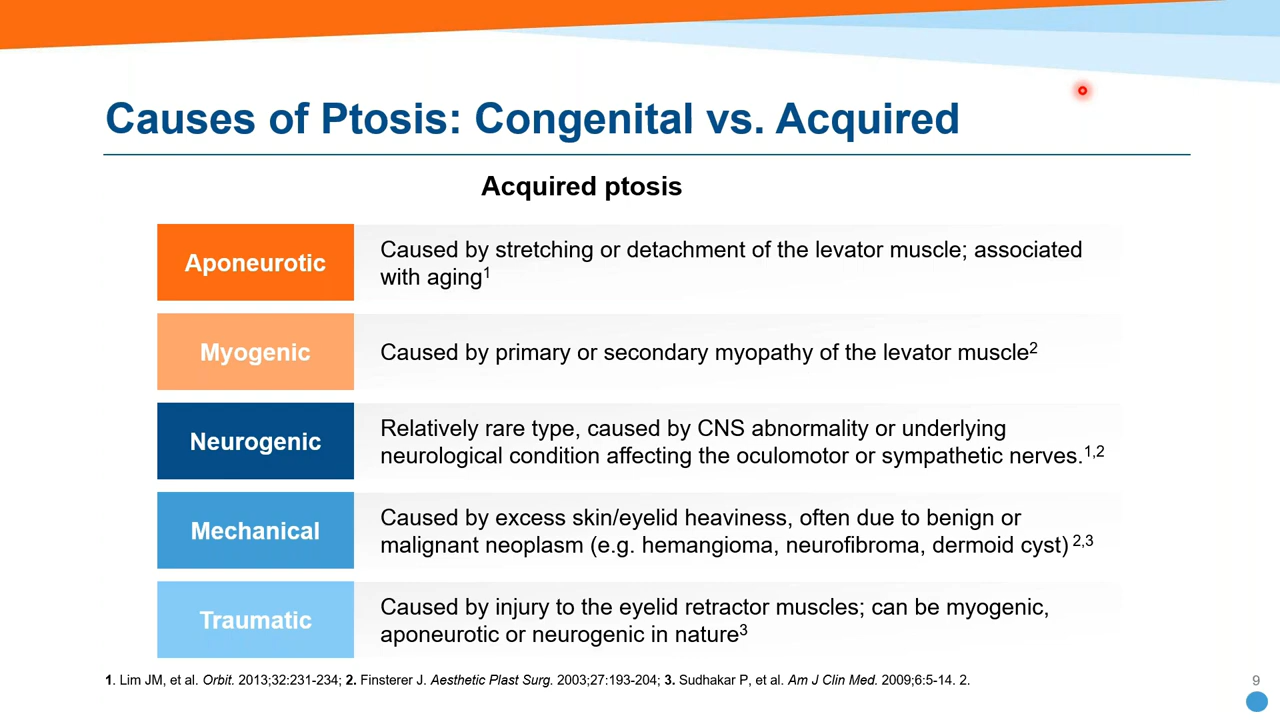 Causes of Ptosis: Congenital vs. Acquired
Acquired ptosis
Aponeurotic
Caused by stretching or detachment of the levator muscle; associated
with aging1
Myogenic
Caused by primary or secondary myopathy of the levator muscle2
Neurogenic
Relatively rare type, caused by CNS abnormality or underlying
neurological condition affecting the oculomotor or sympathetic nerves.1,2
Mechanical
Caused by excess skin/eyelid heaviness, often due to benign or
malignant neoplasm (e.g. hemangioma, neurofibroma, dermoid cyst) 2,3
Traumatic
Caused by injury to the eyelid retractor muscles; can be myogenic,
aponeurotic or neurogenic in nature3
1. Lim JM, et al. Orbit. 2013;32:231-234; 2. Finsterer J. Aesthetic Plast Surg. 2003;27:193-204; 3. Sudhakar P, et al. Am J Clin Med. 2009;6:5-14. 2.
9